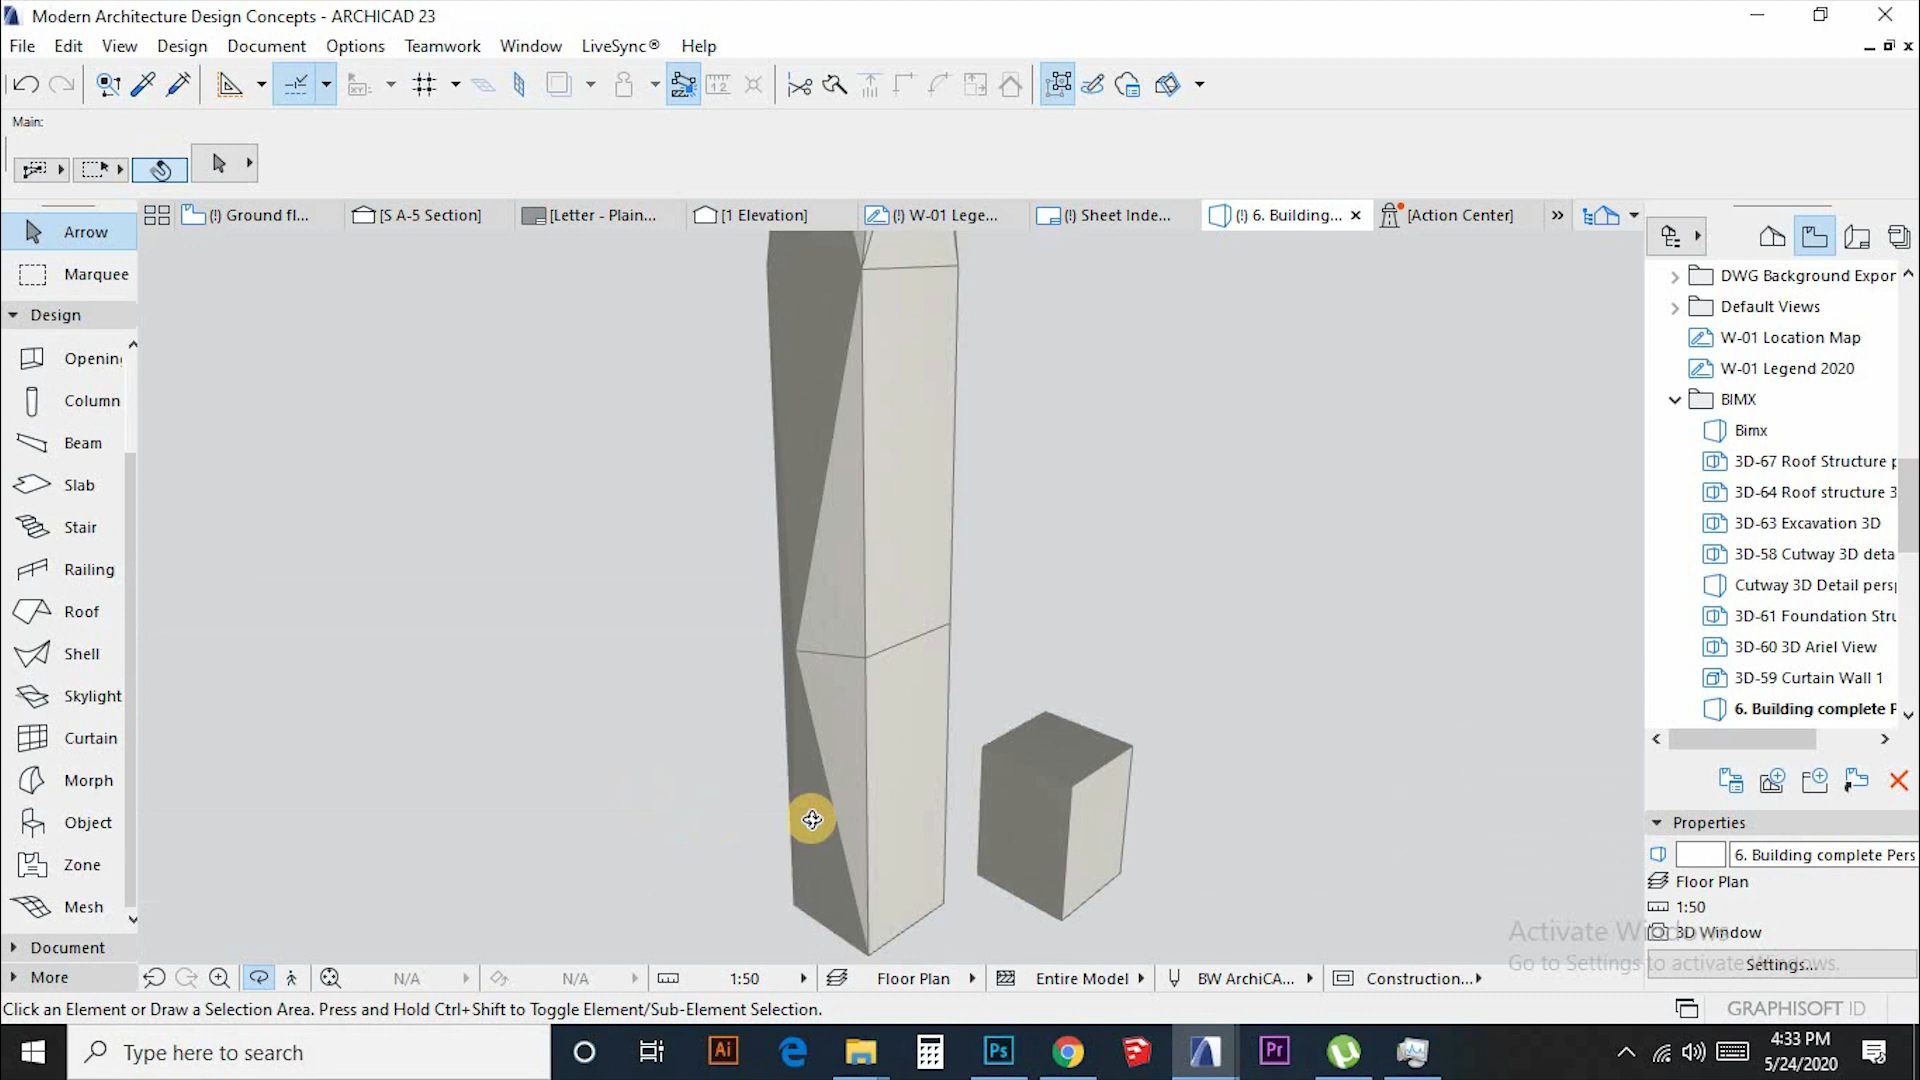 Modern Architecture Design Concepts - ARCHICAD 23
File Edit View Design Document Options Teamwork Window LiveSync® Help
Main:
(!) Ground fl... [S A-5 Section] [Letter - Plain... [1 Elevation] (!) W-01 Lege... (!) Sheet Inde... (!) 6. Building... [Action Center]
Arrow
Marquee
Design
Opening
Column
Beam
Slab
Stair
Railing
Roof
Shell
Skylight
Curtain
Morph
Object
Zone
Mesh
Document
More
DWG Background Expor
Default Views
W-01 Location Map
W-01 Legend 2020
BIMX
Bimx
3D-67 Roof Structure p
3D-64 Roof structure 3
3D-63 Excavation 3D
3D-58 Cutway 3D deta
Cutway 3D Detail persp
3D-61 Foundation Stru
3D-60 3D Ariel View
3D-59 Curtain Wall 1
6. Building complete P
Properties
6. Building complete Pers
Floor Plan
1:50
3D Window
Settings...
Activate Windows
Go to Settings to activate Windows.
N/A N/A 1:50 Floor Plan Entire Model BW ArchiCA... Construction...
Click an Element or Draw a Selection Area. Press and Hold Ctrl+Shift to Toggle Element/Sub-Element Selection.
GRAPHISOFT ID
Type here to search
Ai
Ps
Pr
4:33 PM
5/24/2020